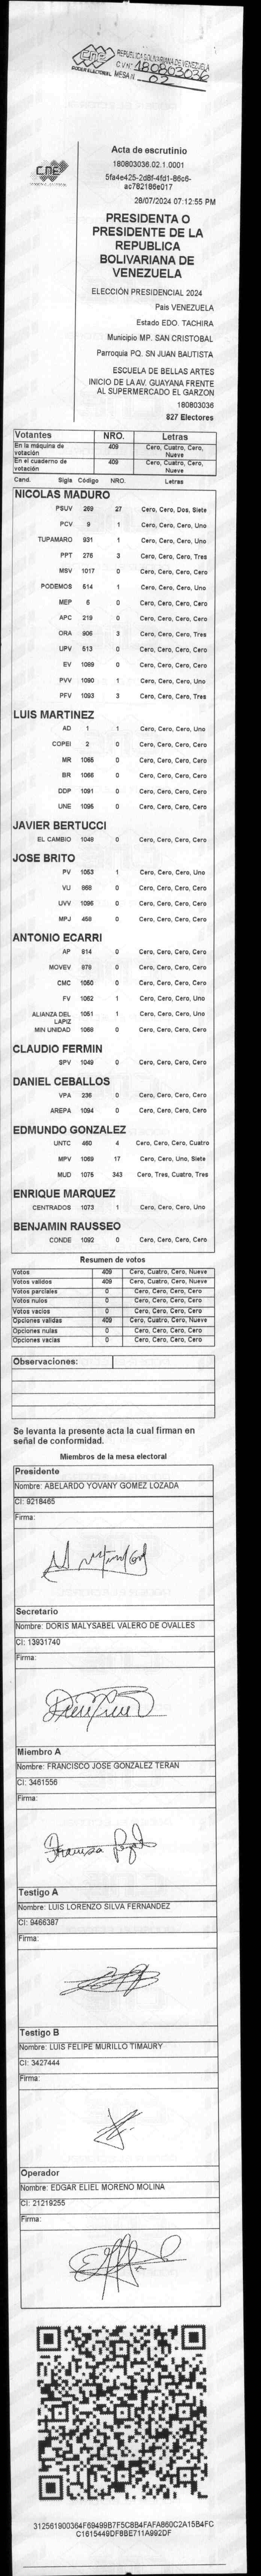 CNE
PODER ELECTORAL
REPUBLICA BOLIVARIANA DE VENEZUELA
C.V Nº 180803036
MESA N 02
CNE
Acta de escrutinio
180803036.02.1.0001
5fa4e425-2d8f-4fd1-86c6-
ac782186e017
28/07/2024 07:12:55 PM
PRESIDENTA O
PRESIDENTE DE LA
REPUBLICA
BOLIVARIANA DE
VENEZUELA
ELECCIÓN PRESIDENCIAL 2024
País VENEZUELA
Estado EDO. TACHIRA
Municipio MP. SAN CRISTOBAL
Parroquia PQ. SN JUAN BAUTISTA
ESCUELA DE BELLAS ARTES
INICIO DE LA AV. GUAYANA FRENTE
AL SUPERMERCADO EL GARZON
180803036
827 Electores
Votantes NRO. Letras
En la máquina de votación 409 Cero, Cuatro, Cero, Nueve
En el cuaderno de votación 409 Cero, Cuatro, Cero, Nueve
Cand. Sigla Código NRO. Letras
NICOLAS MADURO
PSUV 269 27 Cero, Cero, Dos, Siete
PCV 9 1 Cero, Cero, Cero, Uno
TUPAMARO 931 1 Cero, Cero, Cero, Uno
PPT 276 3 Cero, Cero, Cero, Tres
MSV 1017 0 Cero, Cero, Cero, Cero
PODEMOS 514 1 Cero, Cero, Cero, Uno
MEP 6 0 Cero, Cero, Cero, Cero
APC 219 0 Cero, Cero, Cero, Cero
ORA 906 3 Cero, Cero, Cero, Tres
UPV 513 0 Cero, Cero, Cero, Cero
EV 1089 0 Cero, Cero, Cero, Cero
PVV 1090 1 Cero, Cero, Cero, Uno
PFV 1093 3 Cero, Cero, Cero, Tres
LUIS MARTINEZ
AD 1 1 Cero, Cero, Cero, Uno
COPEI 2 0 Cero, Cero, Cero, Cero
MR 1065 0 Cero, Cero, Cero, Cero
BR 1066 0 Cero, Cero, Cero, Cero
DDP 1091 0 Cero, Cero, Cero, Cero
UNE 1095 0 Cero, Cero, Cero, Cero
JAVIER BERTUCCI
EL CAMBIO 1048 0 Cero, Cero, Cero, Cero
JOSE BRITO
PV 1053 1 Cero, Cero, Cero, Uno
VU 868 0 Cero, Cero, Cero, Cero
UVV 1096 0 Cero, Cero, Cero, Cero
MPJ 458 0 Cero, Cero, Cero, Cero
ANTONIO ECARRI
AP 914 0 Cero, Cero, Cero, Cero
MOVEV 878 0 Cero, Cero, Cero, Cero
CMC 1050 0 Cero, Cero, Cero, Cero
FV 1052 1 Cero, Cero, Cero, Uno
ALIANZA DEL LAPIZ 1051 1 Cero, Cero, Cero, Uno
MIN UNIDAD 1068 0 Cero, Cero, Cero, Cero
CLAUDIO FERMIN
SPV 1049 0 Cero, Cero, Cero, Cero
DANIEL CEBALLOS
VPA 236 0 Cero, Cero, Cero, Cero
AREPA 1094 0 Cero, Cero, Cero, Cero
EDMUNDO GONZALEZ
UNTC 460 4 Cero, Cero, Cero, Cuatro
MPV 1069 17 Cero, Cero, Uno, Siete
MUD 1075 343 Cero, Tres, Cuatro, Tres
ENRIQUE MARQUEZ
CENTRADOS 1073 1 Cero, Cero, Cero, Uno
BENJAMIN RAUSSEO
CONDE 1092 0 Cero, Cero, Cero, Cero
Resumen de votos
Votos 409 Cero, Cuatro, Cero, Nueve
Votos validos 409 Cero, Cuatro, Cero, Nueve
Votos parciales 0 Cero, Cero, Cero, Cero
Votos nulos 0 Cero, Cero, Cero, Cero
Votos vacios 0 Cero, Cero, Cero, Cero
Opciones validas 409 Cero, Cuatro, Cero, Nueve
Opciones nulas 0 Cero, Cero, Cero, Cero
Opciones vacias 0 Cero, Cero, Cero, Cero
Observaciones:
Se levanta la presente acta la cual firman en
señal de conformidad.
Miembros de la mesa electoral
Presidente
Nombre: ABELARDO YOVANY GOMEZ LOZADA
CI: 9218465
Firma:
Secretario
Nombre: DORIS MALYSABEL VALERO DE OVALLES
CI: 13931740
Firma:
Miembro A
Nombre: FRANCISCO JOSE GONZALEZ TERAN
CI: 3461556
Firma:
Testigo A
Nombre: LUIS LORENZO SILVA FERNANDEZ
CI: 9466387
Firma:
Testigo B
Nombre: LUIS FELIPE MURILLO TIMAURY
CI: 3427444
Firma:
Operador
Nombre: EDGAR ELIEL MORENO MOLINA
CI: 21219255
Firma:
312561900364F69499B7F5C8B4FAFA860C2A15B4FC
C1615449DF8BE711A992DF